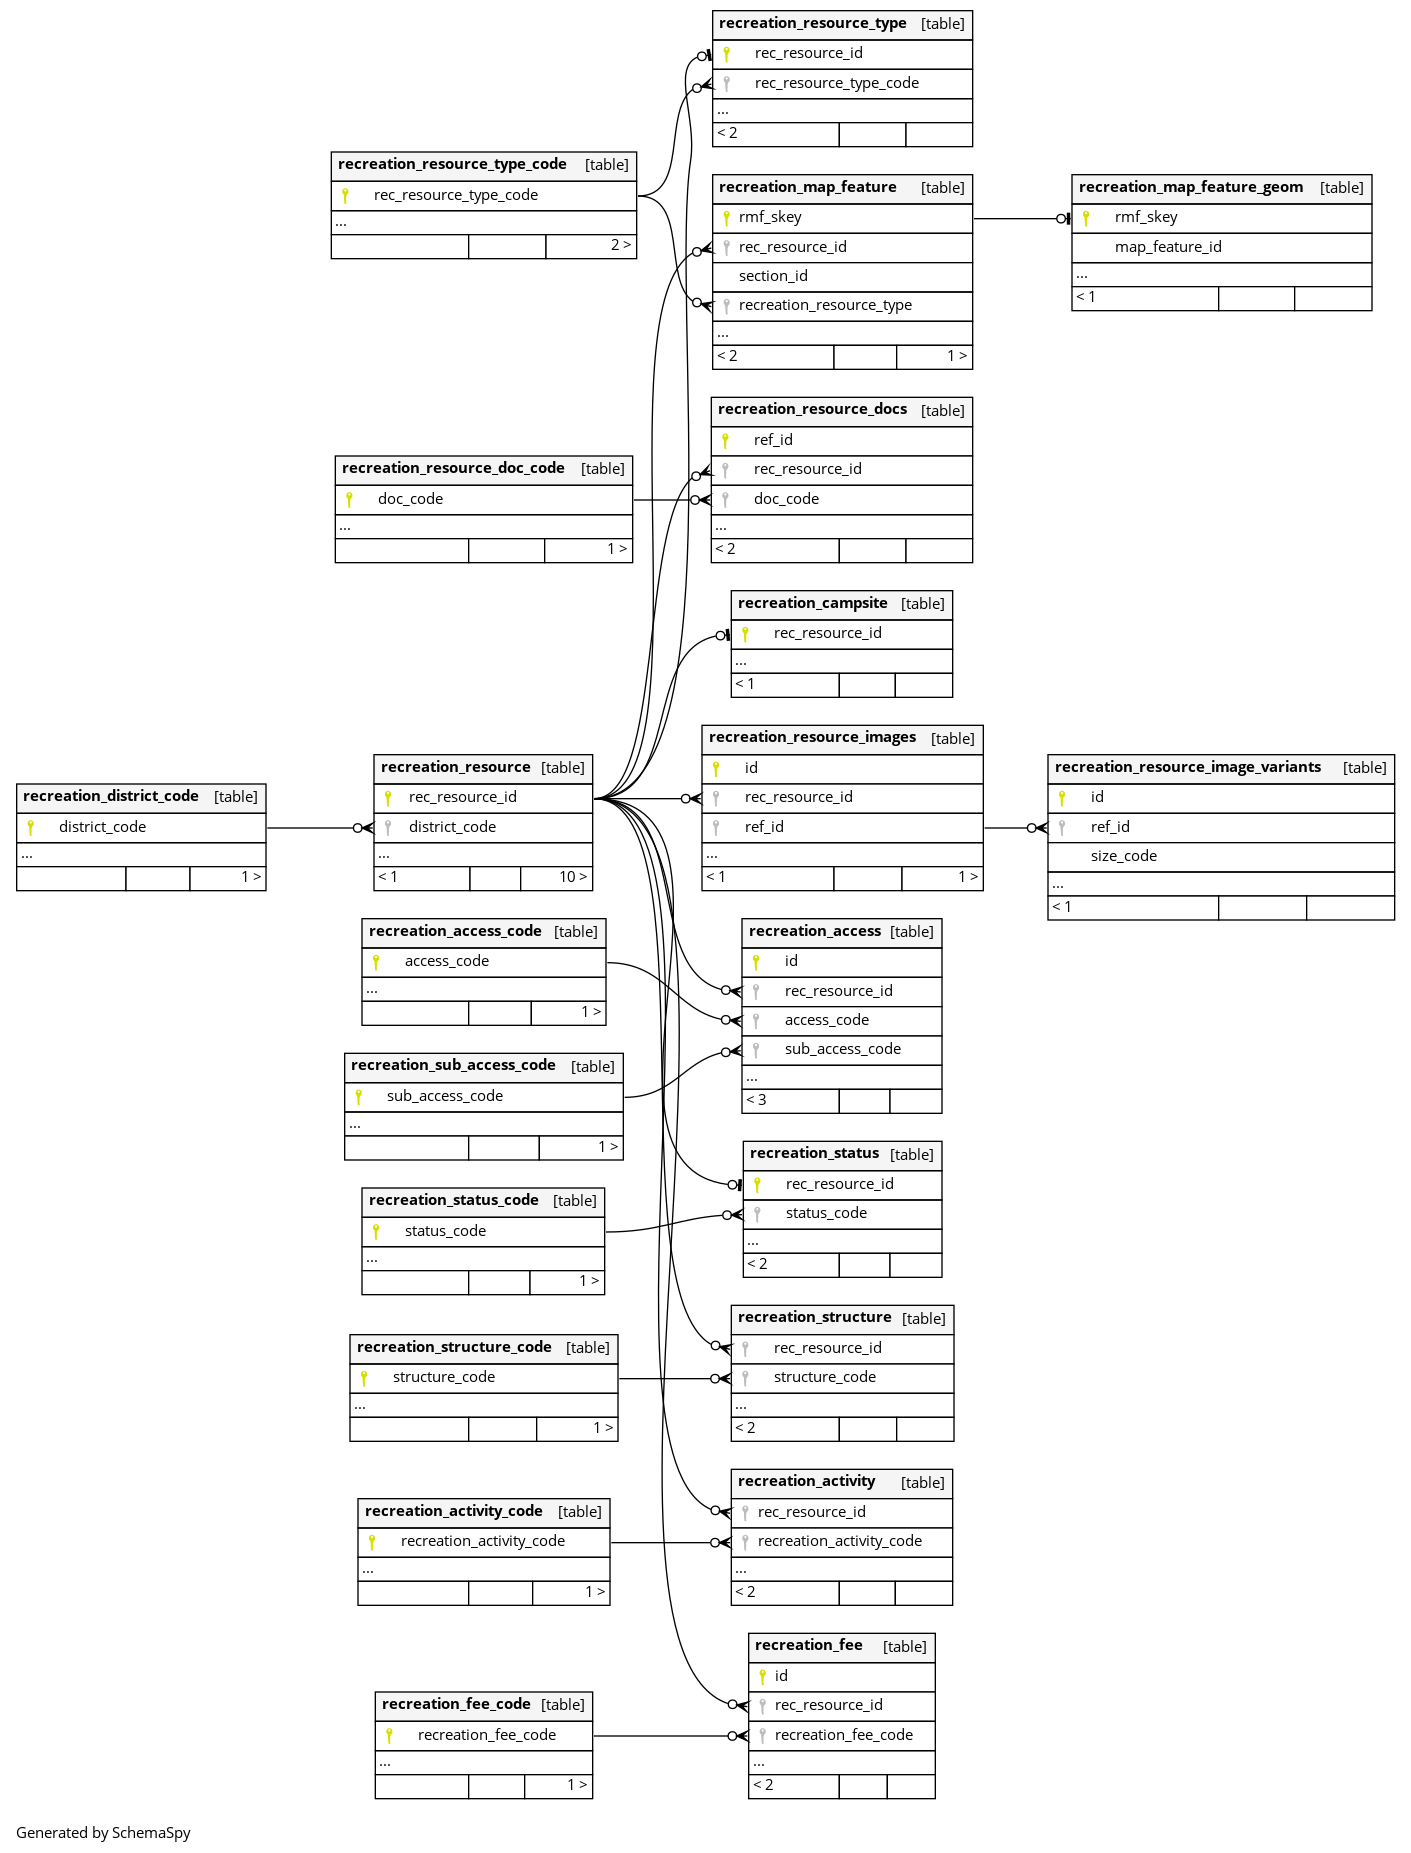 recreation_resource_type [table]
rec_resource_id
rec_resource_type_code
...
< 2
recreation_resource_type_code [table]
rec_resource_type_code
...
2 >
recreation_map_feature [table]
rmf_skey
rec_resource_id
section_id
recreation_resource_type
...
< 2 1 >
recreation_map_feature_geom [table]
rmf_skey
map_feature_id
...
< 1
recreation_resource_docs [table]
ref_id
rec_resource_id
doc_code
...
< 2
recreation_resource_doc_code [table]
doc_code
...
1 >
recreation_campsite [table]
rec_resource_id
...
< 1
recreation_resource_images [table]
id
rec_resource_id
ref_id
...
< 1 1 >
recreation_resource_image_variants [table]
id
ref_id
size_code
...
< 1
recreation_resource [table]
rec_resource_id
district_code
...
< 1 10 >
recreation_district_code [table]
district_code
...
1 >
recreation_access_code [table]
access_code
...
1 >
recreation_access [table]
id
rec_resource_id
access_code
sub_access_code
...
< 3
recreation_sub_access_code [table]
sub_access_code
...
1 >
recreation_status [table]
rec_resource_id
status_code
...
< 2
recreation_status_code [table]
status_code
...
1 >
recreation_structure [table]
rec_resource_id
structure_code
...
< 2
recreation_structure_code [table]
structure_code
...
1 >
recreation_activity [table]
rec_resource_id
recreation_activity_code
...
< 2
recreation_activity_code [table]
recreation_activity_code
...
1 >
recreation_fee [table]
id
rec_resource_id
recreation_fee_code
...
< 2
recreation_fee_code [table]
recreation_fee_code
...
1 >
Generated by SchemaSpy